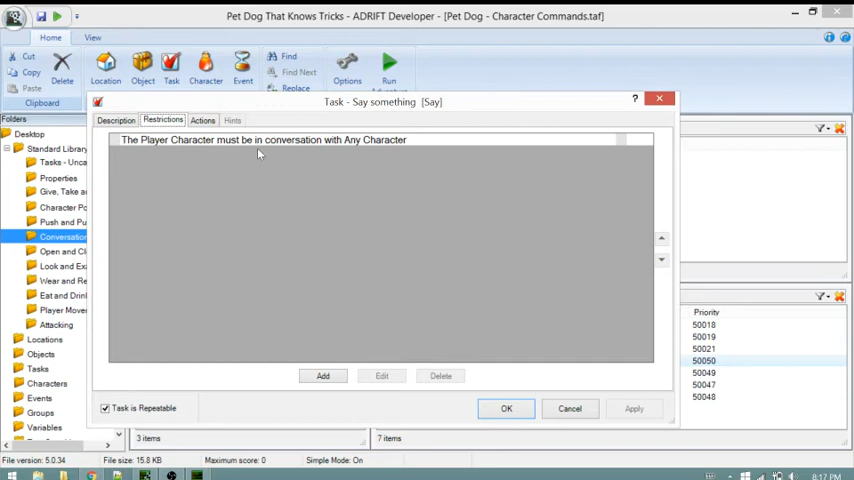 Pet Dog That Knows Tricks - ADRIFT Developer - [Pet Dog - Character Commands.taf]
Home
View
Cut
Copy
Paste
Delete
Clipboard
Location
Object
Task
Character
Event
Find
Find Next
Replace
Options
Run
Adventure
Folders
Desktop
Standard Library
Tasks - Unca
Properties
Give, Take a
Character Po
Push and Pu
Conversation
Open and Cl
Look and Exa
Wear and Re
Eat and Drin
Player Move
Attacking
Locations
Objects
Tasks
Characters
Events
Groups
Variables
Task - Say something [Say]
?
Description
Restrictions
Actions
Hints
The Player Character must be in conversation with Any Character
Add
Edit
Delete
Task is Repeatable
OK
Cancel
Apply
Priority
50018
50019
50021
50050
50049
50047
50048
3 items
7 items
File version: 5.0.34
File size: 15.8 KB
Maximum score: 0
Simple Mode: On
8:17 PM